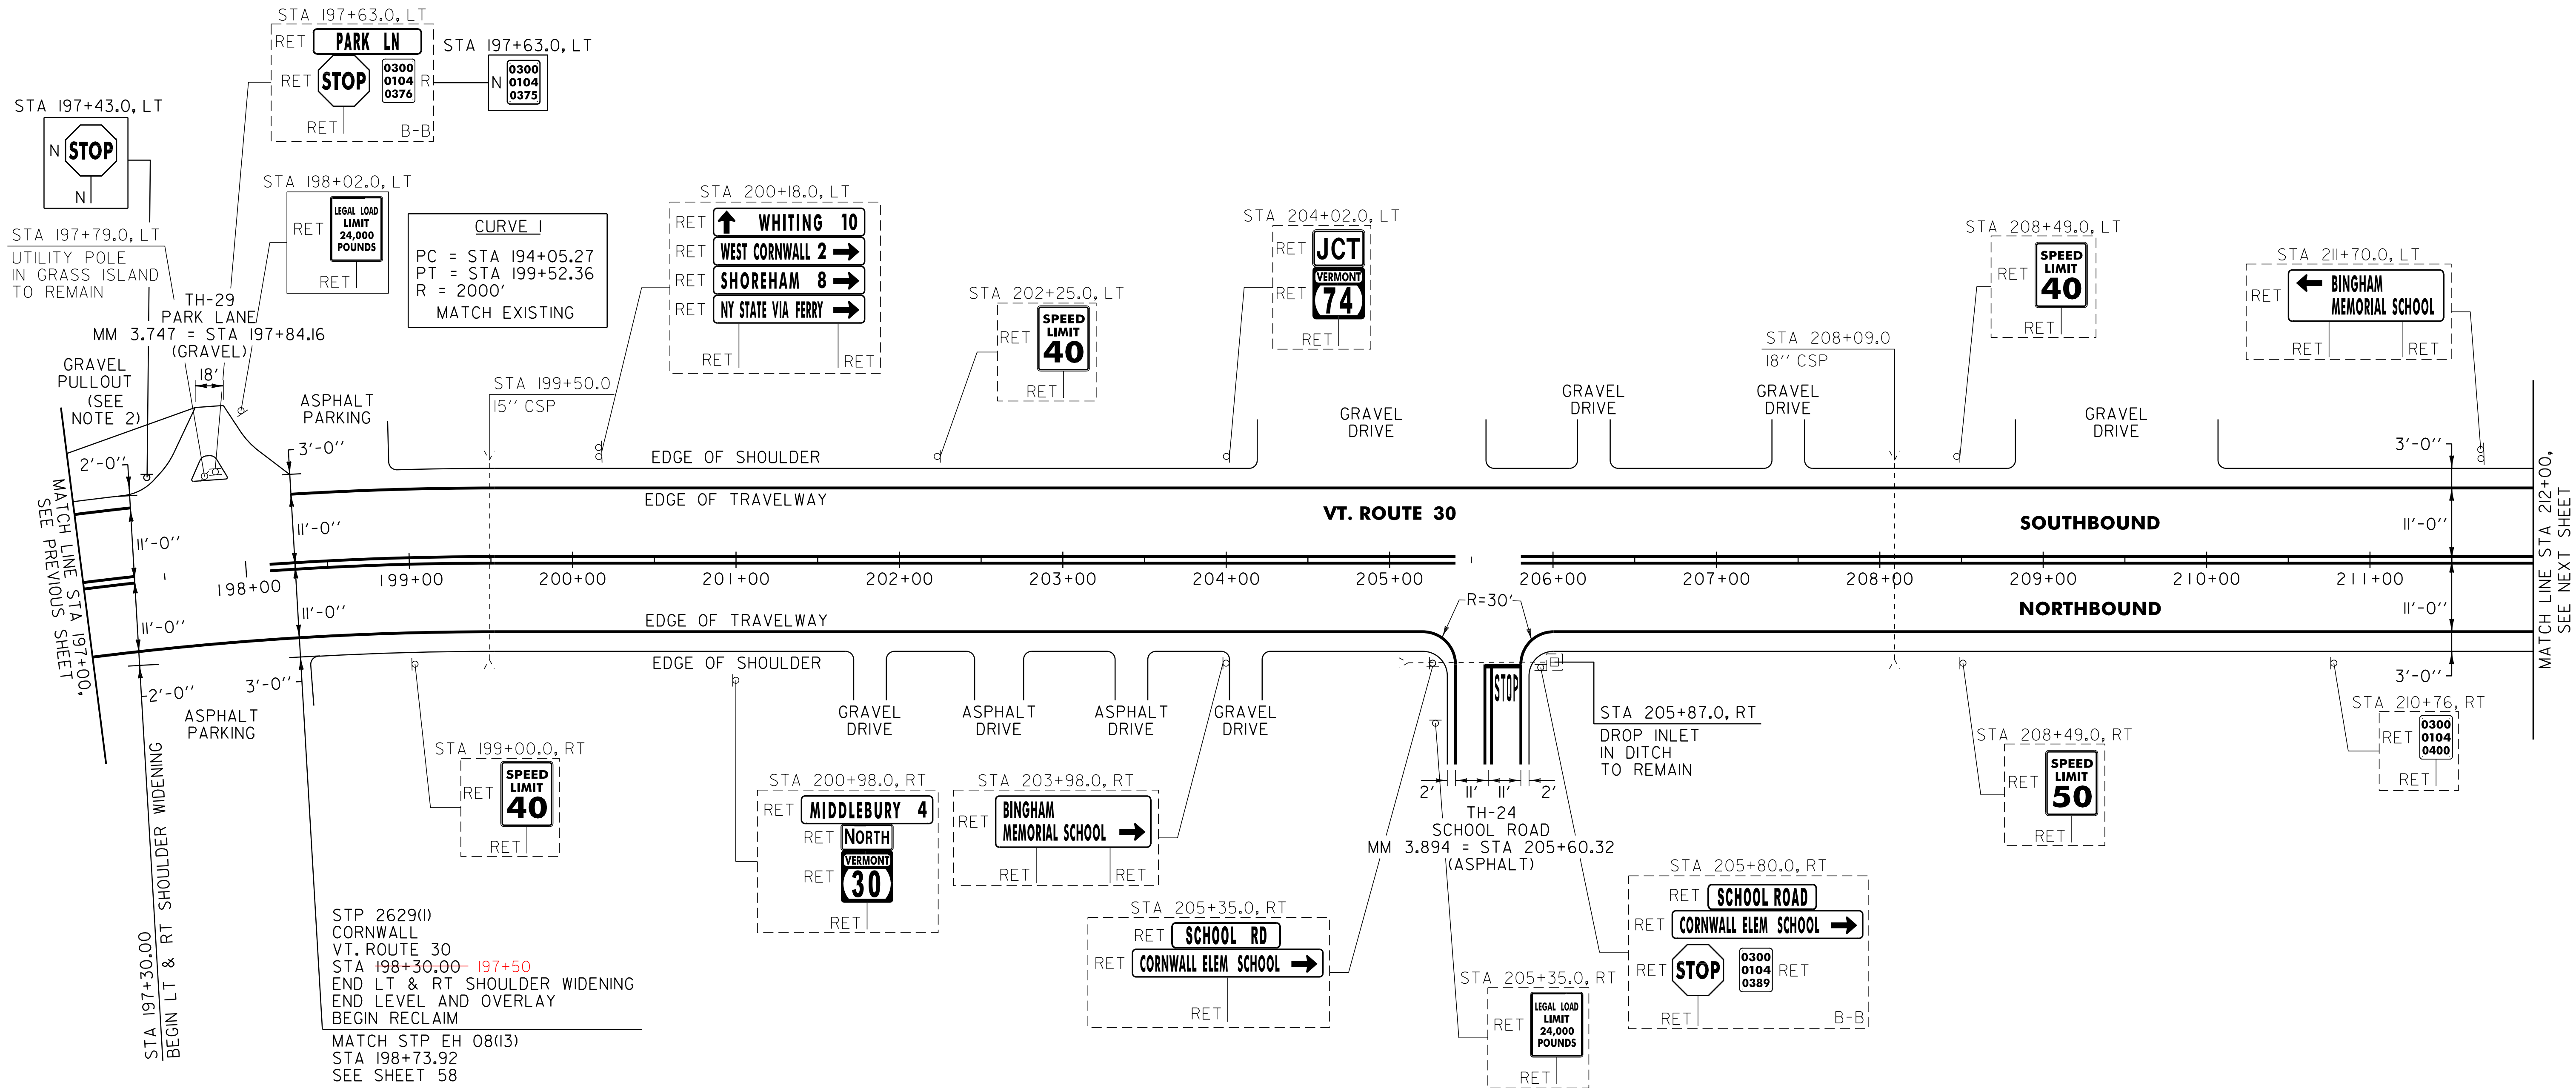 STA 197+63.0, LT
RET PARK LN
RET STOP 0300 0104 0376 R
RET B-B
STA 197+63.0, LT
N 0300 0104 0375
STA 197+43.0, LT
N STOP
N
STA 198+02.0, LT
RET LEGAL LOAD LIMIT 24,000 POUNDS
RET
STA 197+79.0, LT
UTILITY POLE
IN GRASS ISLAND
TO REMAIN
TH-29
PARK LANE
MM 3.747 = STA 197+84.16
(GRAVEL)
18'
GRAVEL
PULLOUT
(SEE
NOTE 2)
CURVE 1
PC = STA 194+05.27
PT = STA 199+52.36
R = 2000'
MATCH EXISTING
ASPHALT
PARKING
STA 199+50.0
15'' CSP
STA 200+18.0, LT
RET WHITING 10
RET WEST CORNWALL 2
RET SHOREHAM 8
RET NY STATE VIA FERRY
RET RET
STA 202+25.0, LT
RET SPEED LIMIT 40
RET
STA 204+02.0, LT
RET JCT
RET VERMONT 74
RET
GRAVEL
DRIVE
GRAVEL
DRIVE
GRAVEL
DRIVE
STA 208+09.0
18'' CSP
STA 208+49.0, LT
RET SPEED LIMIT 40
RET
GRAVEL
DRIVE
STA 211+70.0, LT
RET BINGHAM
MEMORIAL SCHOOL
RET RET
2'-0''
3'-0''
3'-0''
EDGE OF SHOULDER
EDGE OF TRAVELWAY
VT. ROUTE 30
SOUTHBOUND
11'-0''
11'-0''
11'-0''
198+00
199+00
200+00
201+00
202+00
203+00
204+00
205+00
206+00
207+00
208+00
209+00
210+00
211+00
NORTHBOUND
11'-0''
11'-0''
11'-0''
EDGE OF TRAVELWAY
EDGE OF SHOULDER
R=30'
MATCH LINE STA 197+00,
SEE PREVIOUS SHEET
MATCH LINE STA 212+00,
SEE NEXT SHEET
2'-0''
3'-0''
3'-0''
ASPHALT
PARKING
STA 197+30.00
BEGIN LT & RT SHOULDER WIDENING
STA 199+00.0, RT
RET SPEED LIMIT 40
RET
GRAVEL
DRIVE
ASPHALT
DRIVE
ASPHALT
DRIVE
GRAVEL
DRIVE
STA 200+98.0, RT
RET MIDDLEBURY 4
RET NORTH
RET VERMONT 30
RET
STA 203+98.0, RT
RET BINGHAM
MEMORIAL SCHOOL
RET RET
STOP
2' 11' 11' 2'
TH-24
SCHOOL ROAD
MM 3.894 = STA 205+60.32
(ASPHALT)
STA 205+87.0, RT
DROP INLET
IN DITCH
TO REMAIN
STA 205+35.0, RT
RET SCHOOL RD
RET CORNWALL ELEM SCHOOL
RET
STA 205+35.0, RT
RET LEGAL LOAD LIMIT 24,000 POUNDS
RET
STA 205+80.0, RT
RET SCHOOL ROAD
RET CORNWALL ELEM SCHOOL
RET STOP 0300 0104 0389 RET
RET B-B
STA 208+49.0, RT
RET SPEED LIMIT 50
RET
STA 210+76, RT
RET 0300 0104 0400
RET
STP 2629(1)
CORNWALL
VT. ROUTE 30
STA 198+30.00 197+50
END LT & RT SHOULDER WIDENING
END LEVEL AND OVERLAY
BEGIN RECLAIM
MATCH STP EH 08(13)
STA 198+73.92
SEE SHEET 58